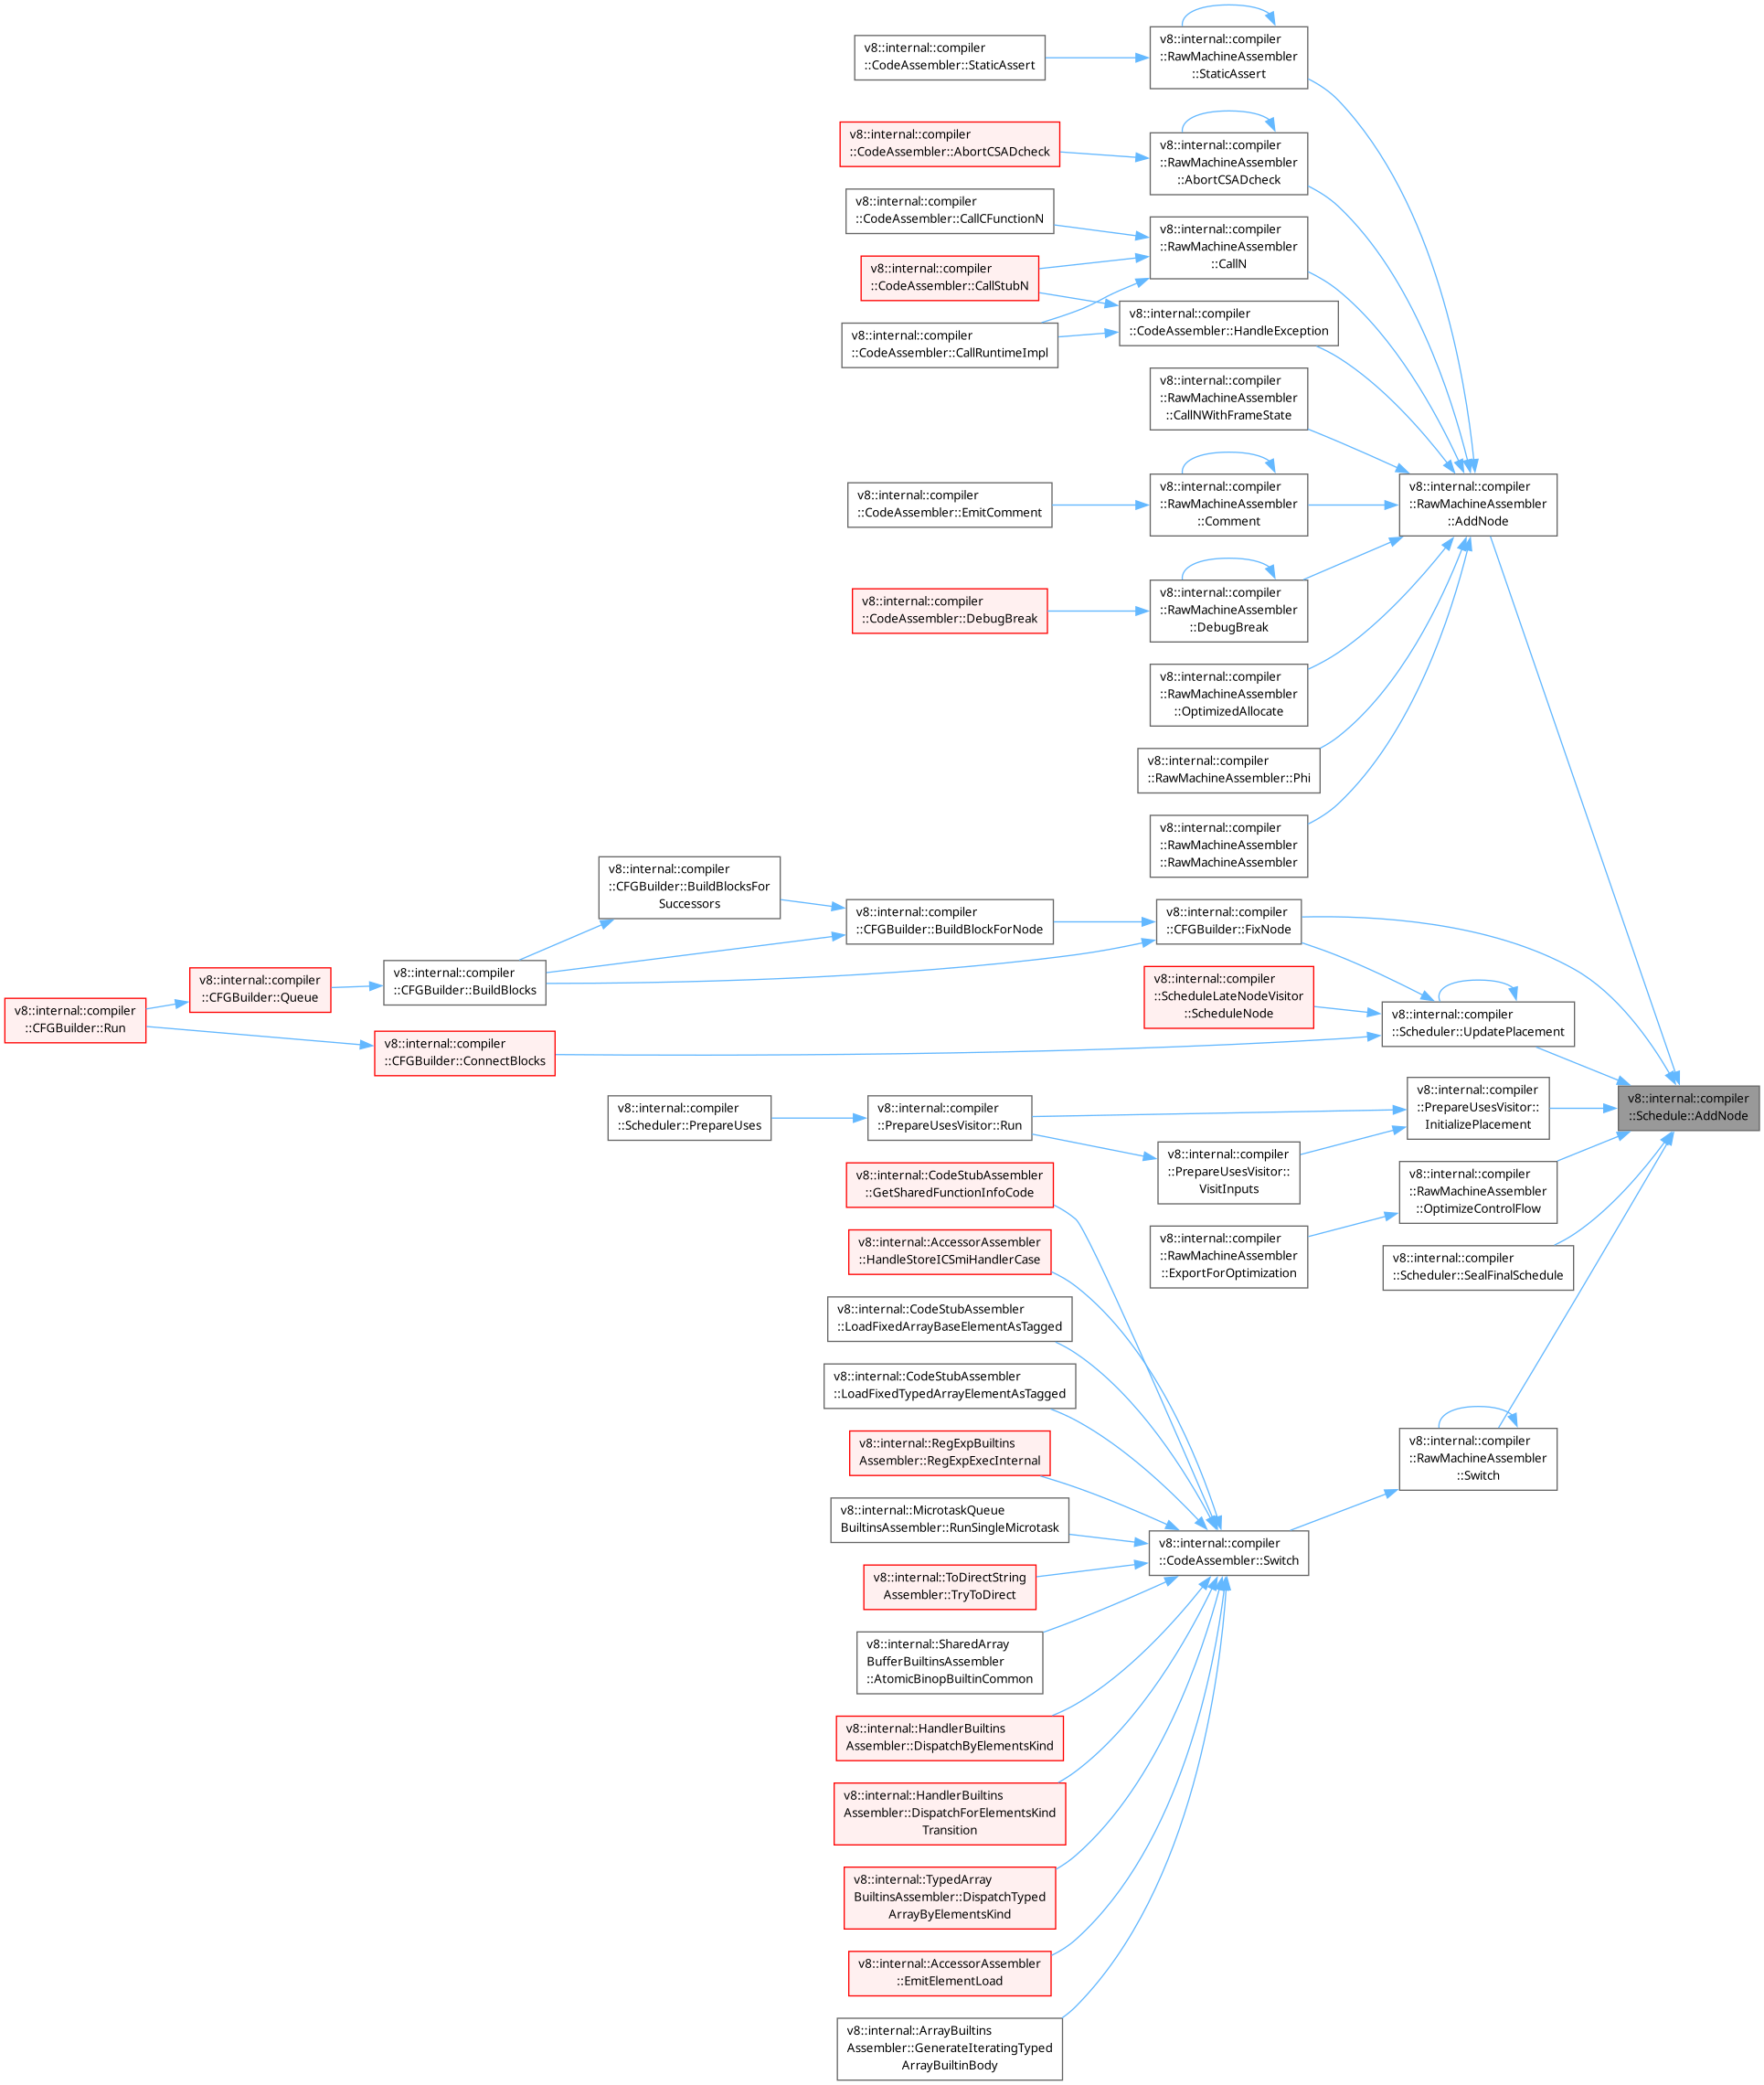 v8::internal::compiler
::RawMachineAssembler
::StaticAssert
v8::internal::compiler
::CodeAssembler::StaticAssert
v8::internal::compiler
::CodeAssembler::AbortCSADcheck
v8::internal::compiler
::RawMachineAssembler
::AbortCSADcheck
v8::internal::compiler
::CodeAssembler::CallCFunctionN
v8::internal::compiler
::RawMachineAssembler
::CallN
v8::internal::compiler
::CodeAssembler::CallStubN
v8::internal::compiler
::CodeAssembler::HandleException
v8::internal::compiler
::CodeAssembler::CallRuntimeImpl
v8::internal::compiler
::RawMachineAssembler
::CallNWithFrameState
v8::internal::compiler
::CodeAssembler::EmitComment
v8::internal::compiler
::RawMachineAssembler
::Comment
v8::internal::compiler
::RawMachineAssembler
::AddNode
v8::internal::compiler
::CodeAssembler::DebugBreak
v8::internal::compiler
::RawMachineAssembler
::DebugBreak
v8::internal::compiler
::RawMachineAssembler
::OptimizedAllocate
v8::internal::compiler
::RawMachineAssembler::Phi
v8::internal::compiler
::RawMachineAssembler
::RawMachineAssembler
v8::internal::compiler
::CFGBuilder::BuildBlocksFor
Successors
v8::internal::compiler
::CFGBuilder::BuildBlockForNode
v8::internal::compiler
::CFGBuilder::FixNode
v8::internal::compiler
::CFGBuilder::Run
v8::internal::compiler
::CFGBuilder::Queue
v8::internal::compiler
::CFGBuilder::BuildBlocks
v8::internal::compiler
::ScheduleLateNodeVisitor
::ScheduleNode
v8::internal::compiler
::Scheduler::UpdatePlacement
v8::internal::compiler
::CFGBuilder::ConnectBlocks
v8::internal::compiler
::Scheduler::PrepareUses
v8::internal::compiler
::PrepareUsesVisitor::Run
v8::internal::compiler
::PrepareUsesVisitor::
InitializePlacement
v8::internal::compiler
::Schedule::AddNode
v8::internal::compiler
::PrepareUsesVisitor::
VisitInputs
v8::internal::CodeStubAssembler
::GetSharedFunctionInfoCode
v8::internal::compiler
::RawMachineAssembler
::OptimizeControlFlow
v8::internal::AccessorAssembler
::HandleStoreICSmiHandlerCase
v8::internal::compiler
::RawMachineAssembler
::ExportForOptimization
v8::internal::compiler
::Scheduler::SealFinalSchedule
v8::internal::CodeStubAssembler
::LoadFixedArrayBaseElementAsTagged
v8::internal::CodeStubAssembler
::LoadFixedTypedArrayElementAsTagged
v8::internal::RegExpBuiltins
Assembler::RegExpExecInternal
v8::internal::compiler
::RawMachineAssembler
::Switch
v8::internal::MicrotaskQueue
BuiltinsAssembler::RunSingleMicrotask
v8::internal::compiler
::CodeAssembler::Switch
v8::internal::ToDirectString
Assembler::TryToDirect
v8::internal::SharedArray
BufferBuiltinsAssembler
::AtomicBinopBuiltinCommon
v8::internal::HandlerBuiltins
Assembler::DispatchByElementsKind
v8::internal::HandlerBuiltins
Assembler::DispatchForElementsKind
Transition
v8::internal::TypedArray
BuiltinsAssembler::DispatchTyped
ArrayByElementsKind
v8::internal::AccessorAssembler
::EmitElementLoad
v8::internal::ArrayBuiltins
Assembler::GenerateIteratingTyped
ArrayBuiltinBody